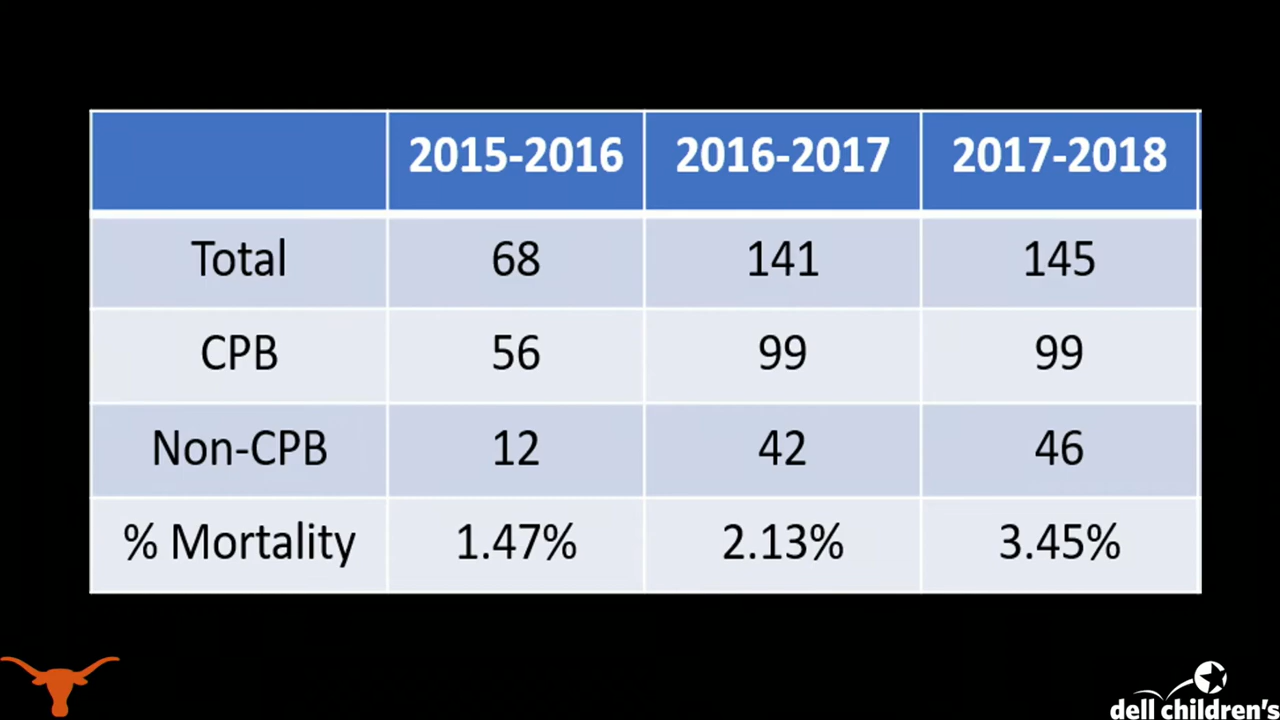 2015-2016 2016-2017 2017-2018
Total 68 141 145
CPB 56 99 99
Non-CPB 12 42 46
% Mortality 1.47% 2.13% 3.45%
dell children's